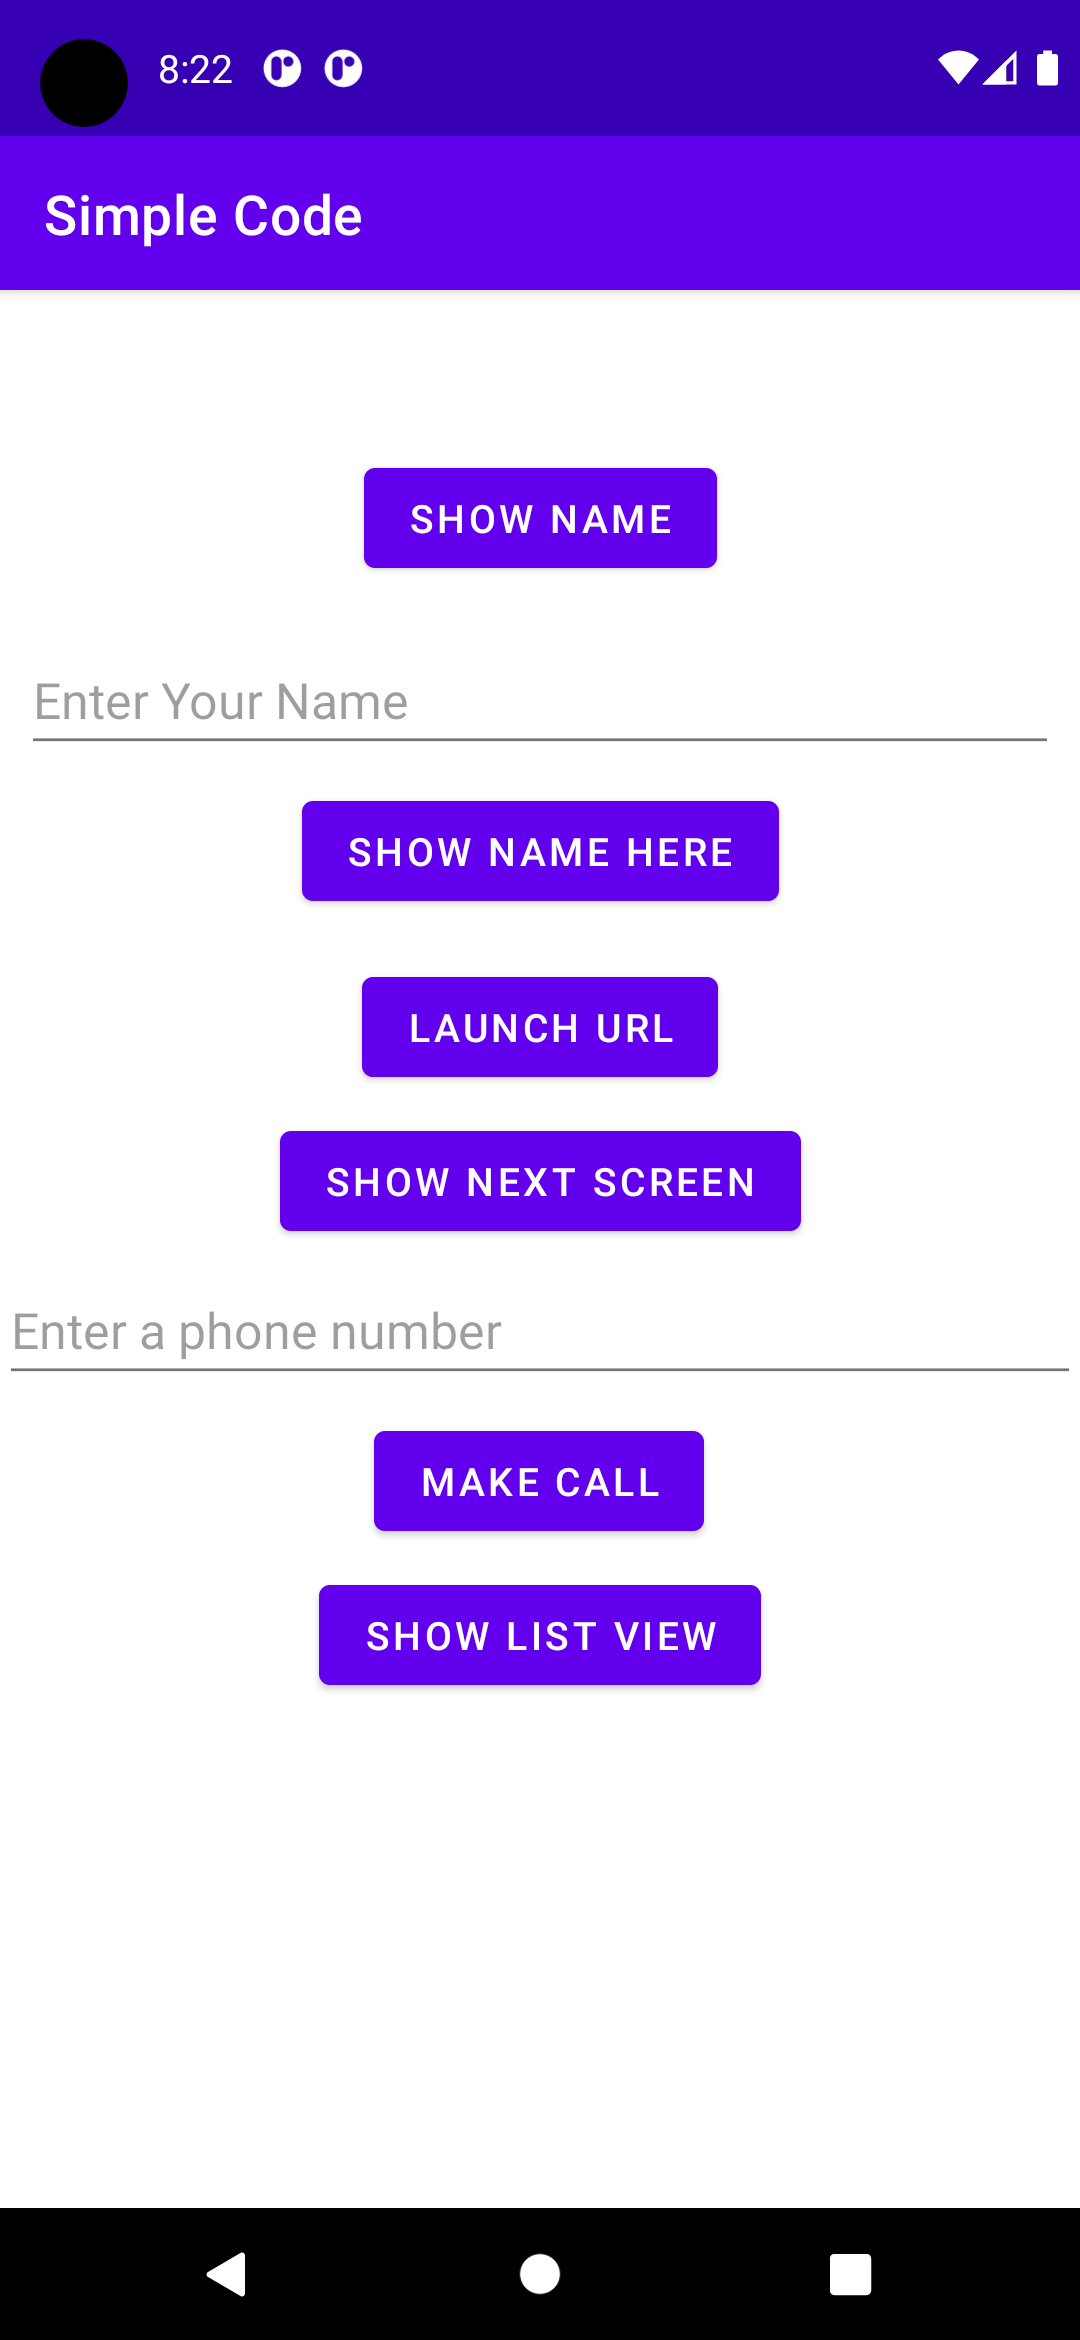 8:22
Simple Code
SHOW NAME
Enter Your Name
SHOW NAME HERE
LAUNCH URL
SHOW NEXT SCREEN
Enter a phone number
MAKE CALL
SHOW LIST VIEW